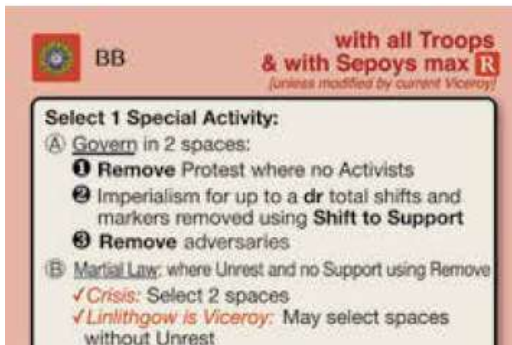 BB
with all Troops
& with Sepoys max R
[unless modified by current Viceroy]
Select 1 Special Activity:
Ⓐ Govern in 2 spaces:
❶ Remove Protest where no Activists
❷ Imperialism for up to a dr total shifts and
markers removed using Shift to Support
❸ Remove adversaries
Ⓑ Martial Law: where Unrest and no Support using Remove
✓Crisis: Select 2 spaces
✓Linlithgow is Viceroy: May select spaces
without Unrest